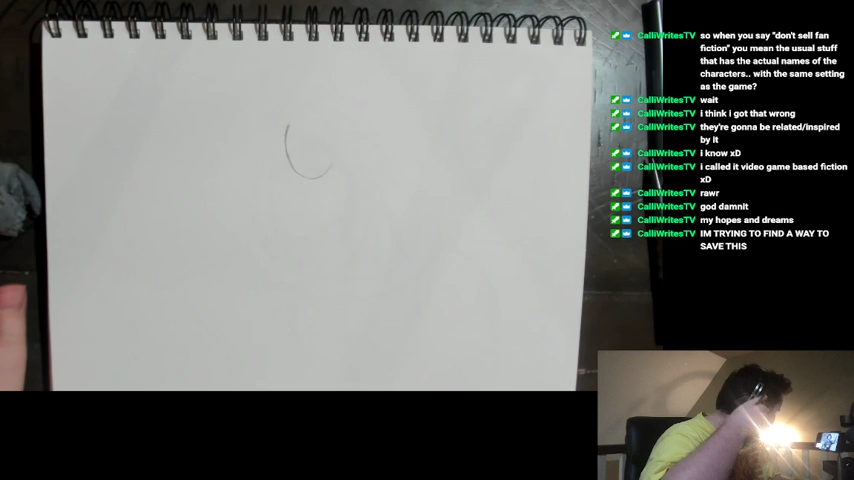 CalliWritesTV so when you say "don't sell fan
fiction" you mean the usual stuff
that has the actual names of the
characters.. with the same setting
as the game?
CalliWritesTV wait
CalliWritesTV i think i got that wrong
CalliWritesTV they're gonna be related/inspired
by it
CalliWritesTV i know xD
CalliWritesTV i called it video game based fiction
xD
CalliWritesTV rawr
CalliWritesTV god damnit
CalliWritesTV my hopes and dreams
CalliWritesTV IM TRYING TO FIND A WAY TO
SAVE THIS